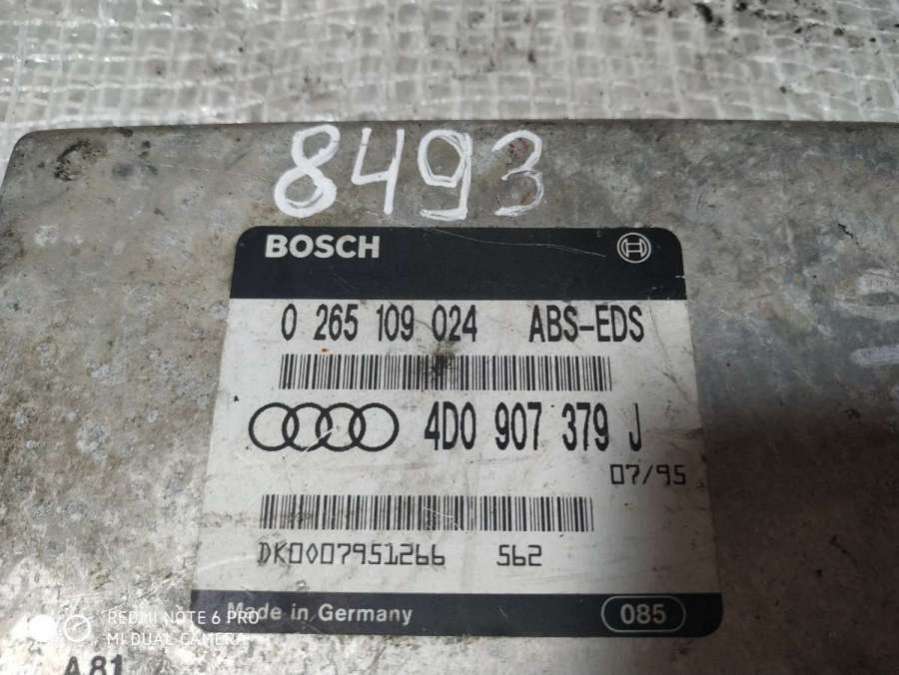 8493
BOSCH
0 265 109 024 ABS-EDS
4D0 907 379 J
07/95
DK0007951266 562
Made in Germany 085
REDMI NOTE 6 PRO
MI DUAL CAMERA
A81